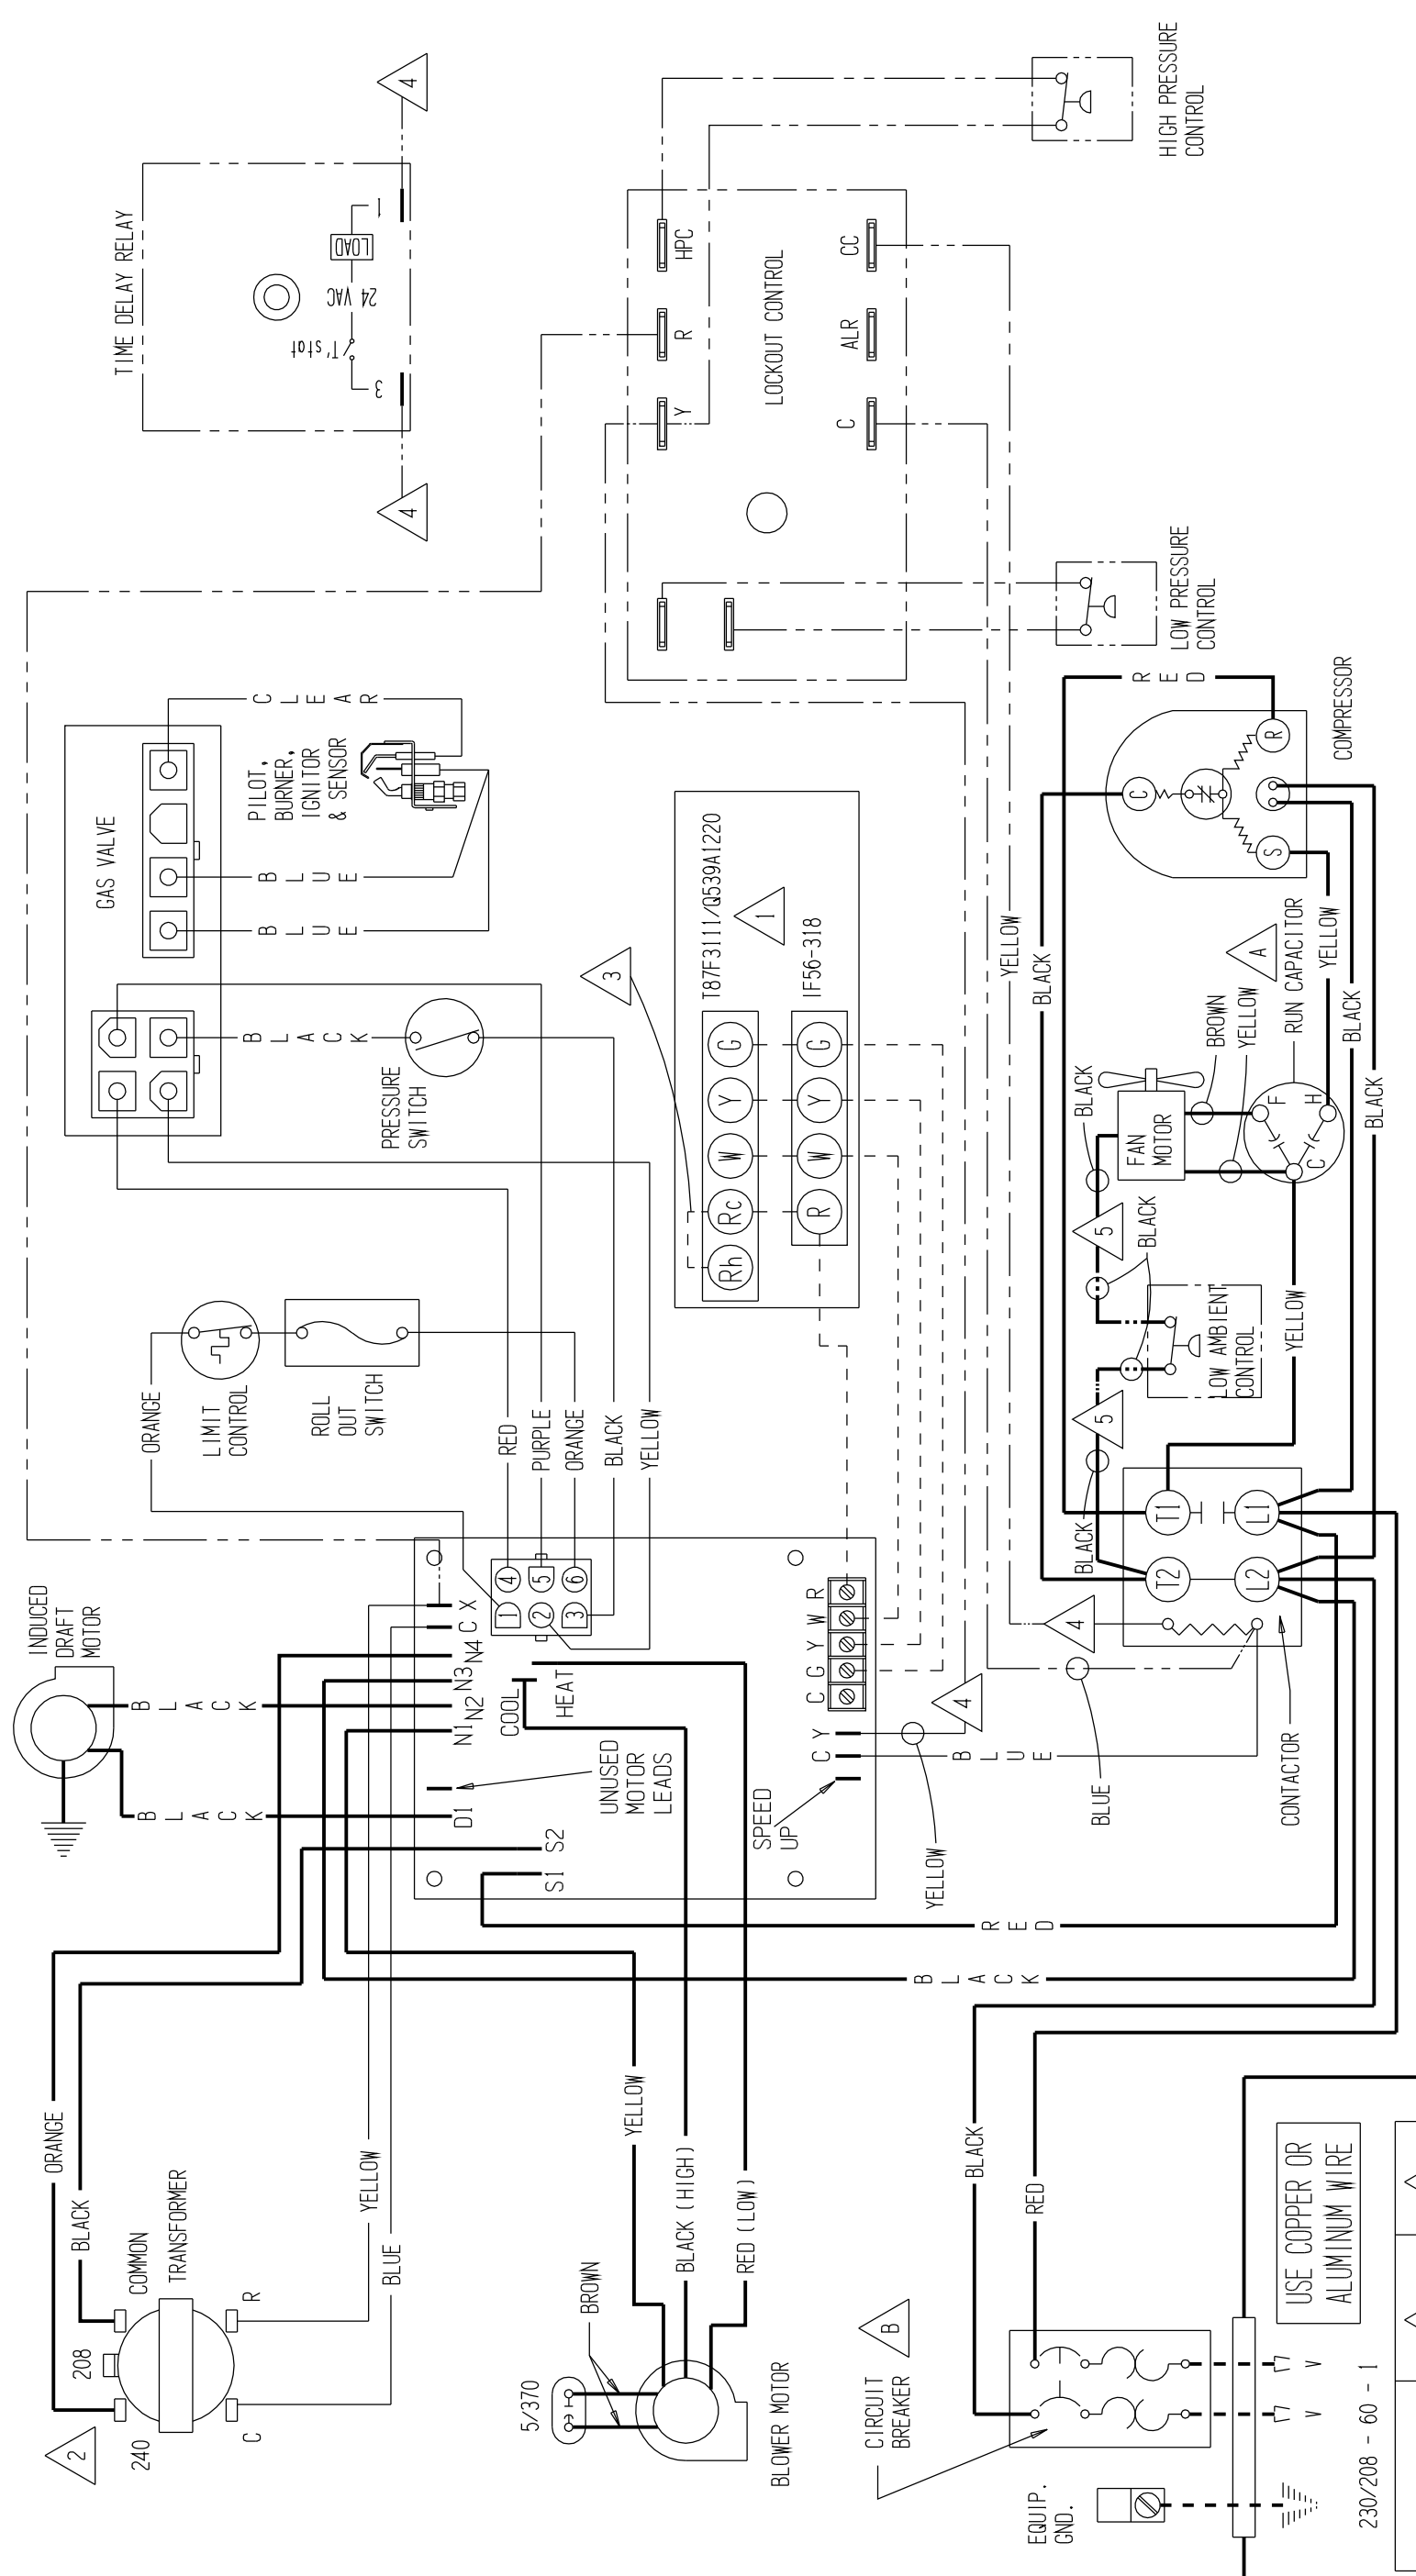 HIGH PRESSURE
CONTROL
4
TIME DELAY RELAY
1
LOAD
24 VAC
T'stat
3
4
HPC
R
Y
LOCKOUT CONTROL
CC
ALR
C
LOW PRESSURE
CONTROL
GAS VALVE
CLEAR
PILOT,
BURNER,
IGNITOR
& SENSOR
BLUE
BLUE
BLACK
PRESSURE
SWITCH
T87F3111/Q539A1220
1
IF56-318
3
G
Y
W
Rc
Rh
G
Y
W
R
RED
COMPRESSOR
C
R
S
YELLOW
BLACK
A
RUN CAPACITOR
YELLOW
BLACK
BLACK
BROWN
YELLOW
BLACK
FAN
MOTOR
F
H
C
5
BLACK
LOW AMBIENT
CONTROL
YELLOW
5
BLACK
ORANGE
LIMIT
CONTROL
ROLL
OUT
SWITCH
RED
PURPLE
ORANGE
BLACK
YELLOW
INDUCED
DRAFT
MOTOR
BLACK
BLACK
X
C
N4
N3
N2
N1
D1
S2
S1
4
5
6
1
2
3
COOL
HEAT
UNUSED
MOTOR
LEADS
R
W
Y
G
C
Y
C
SPEED
UP
4
YELLOW
BLUE
4
BLUE
T1
L1
T2
L2
CONTACTOR
RED
BLACK
ORANGE
BLACK
YELLOW
BLUE
YELLOW
BLACK (HIGH)
RED (LOW)
COMMON
TRANSFORMER
208
240
R
C
2
BROWN
5/370
BLOWER MOTOR
B
CIRCUIT
BREAKER
BLACK
RED
EQUIP.
GND.
USE COPPER OR
ALUMINUM WIRE
230/208 - 60 - 1